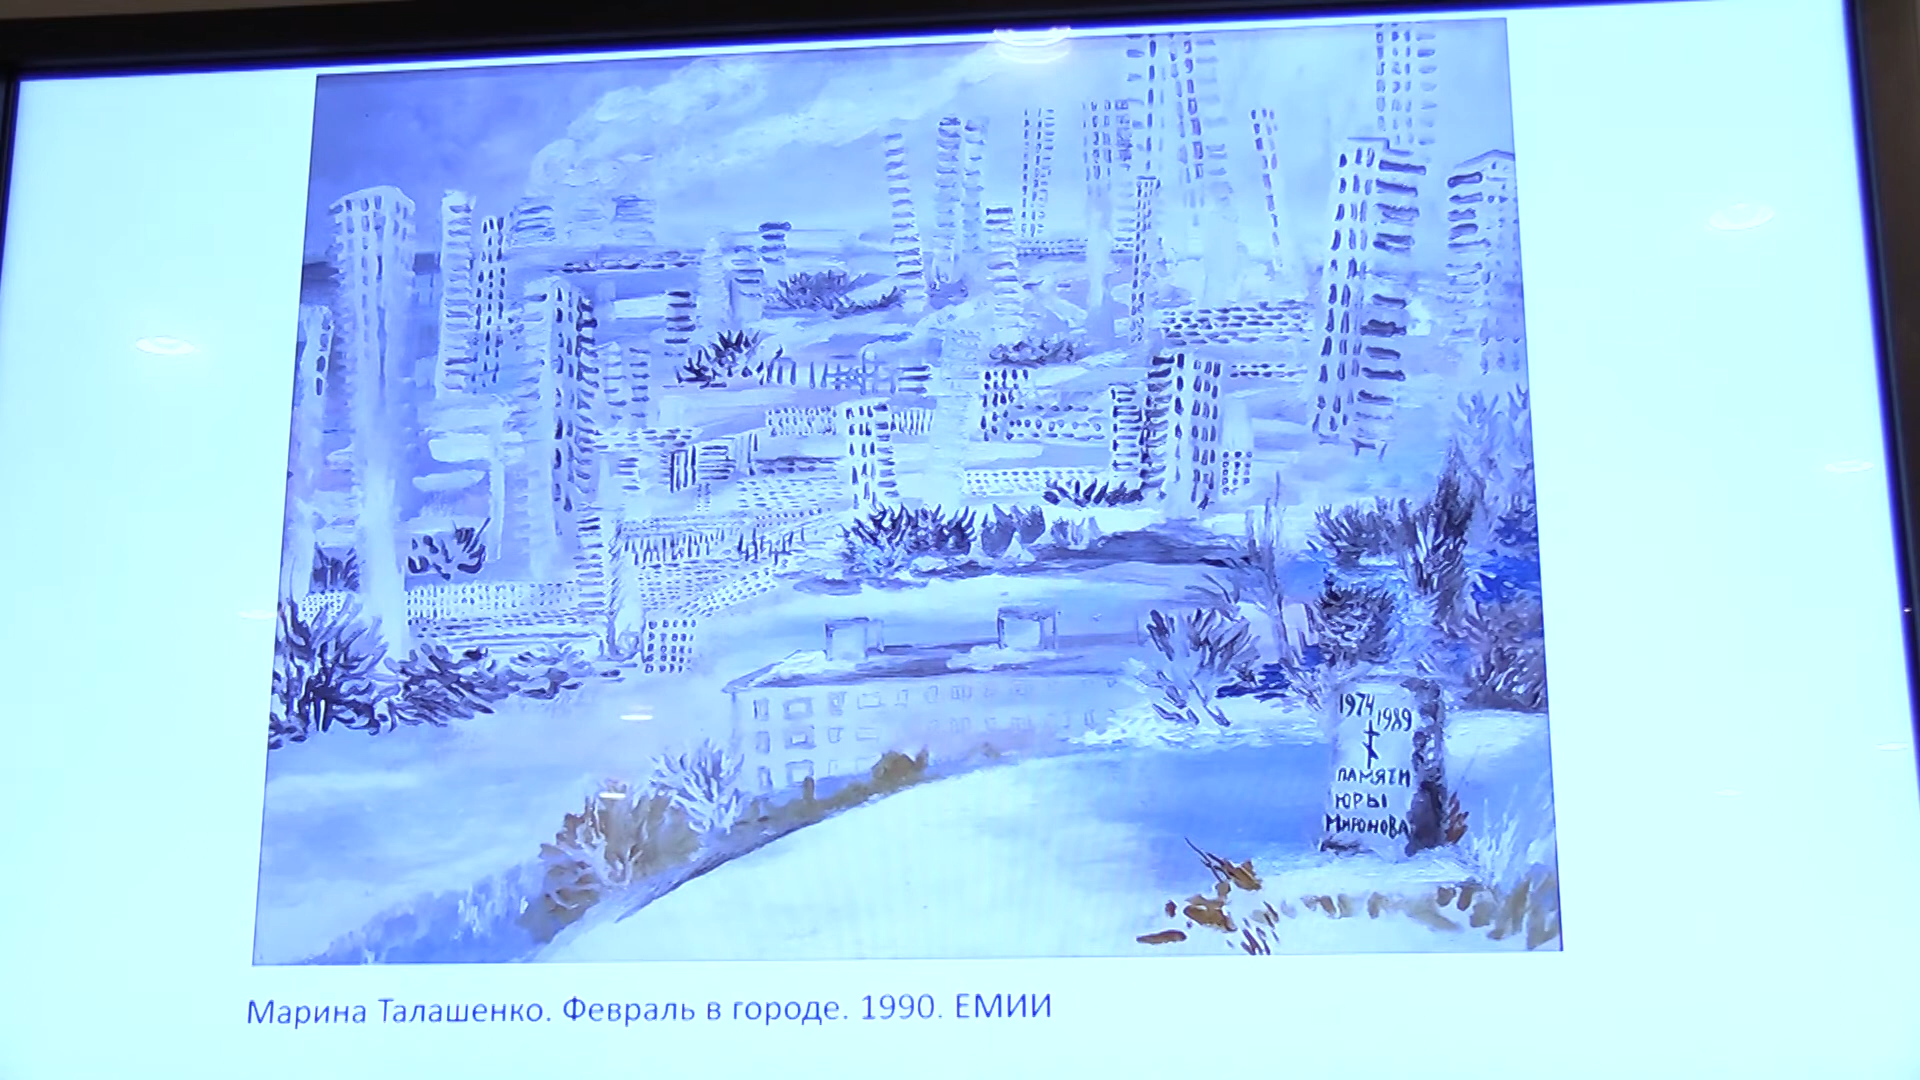 1974
1989
ПАМЯТИ
ЮРЫ
МИРОНОВА
Марина Талашенко. Февраль в городе. 1990. ЕМИИ